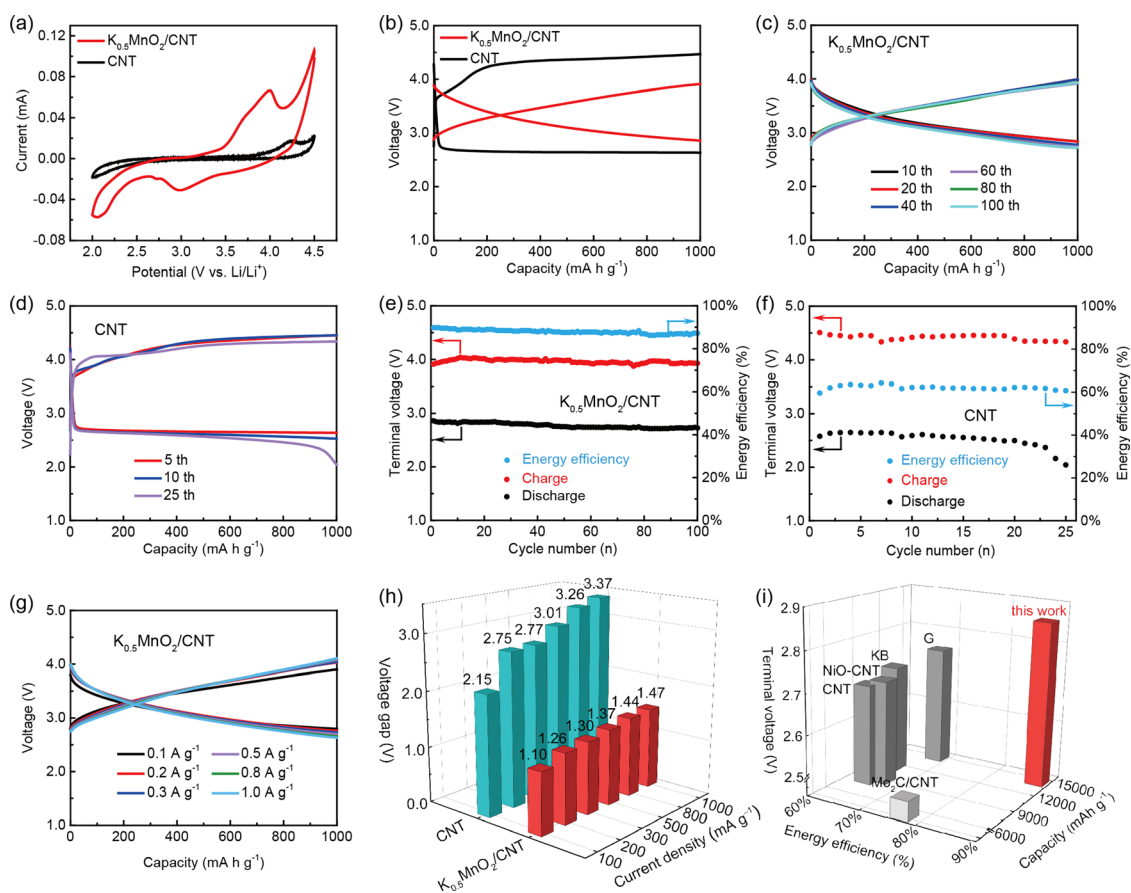 (a)
K0.5MnO2/CNT
CNT
0.12
0.08
0.04
0.00
-0.04
-0.08
Current (mA)
2.0 2.5 3.0 3.5 4.0 4.5
Potential (V vs. Li/Li+)
(b)
K0.5MnO2/CNT
CNT
5.0
4.0
3.0
2.0
1.0
Voltage (V)
0 200 400 600 800 1000
Capacity (mA h g-1)
(c)
K0.5MnO2/CNT
5.0
4.0
3.0
2.0
1.0
Voltage (V)
10 th 60 th
20 th 80 th
40 th 100 th
0 200 400 600 800 1000
Capacity (mA h g-1)
(d)
CNT
5.0
4.0
3.0
2.0
1.0
Voltage (V)
5 th
10 th
25 th
0 200 400 600 800 1000
Capacity (mA h g-1)
(e)
5.0
4.0
3.0
2.0
1.0
Terminal voltage (V)
K0.5MnO2/CNT
Energy efficiency
Charge
Discharge
100%
80%
60%
40%
20%
0%
Energy efficiency (%)
0 20 40 60 80 100
Cycle number (n)
(f)
5.0
4.0
3.0
2.0
1.0
Terminal voltage (V)
CNT
Energy efficiency
Charge
Discharge
100%
80%
60%
40%
20%
0%
Energy efficiency (%)
0 5 10 15 20 25
Cycle number (n)
(g)
K0.5MnO2/CNT
5.0
4.0
3.0
2.0
1.0
Voltage (V)
0.1 A g-1 0.5 A g-1
0.2 A g-1 0.8 A g-1
0.3 A g-1 1.0 A g-1
0 200 400 600 800 1000
Capacity (mA h g-1)
(h)
3.0
2.0
1.0
0.0
Voltage gap (V)
2.15 2.75 2.77 3.01 3.26 3.37
1.10 1.26 1.30 1.37 1.44 1.47
CNT
K0.5MnO2/CNT
100 200 300 500 800 1000
Current density (mA g-1)
(i)
2.9
2.8
2.7
2.6
2.5
Terminal voltage (V)
this work
G
KB
NiO-CNT
CNT
Mo2C/CNT
60% 70% 80% 90%
Energy efficiency (%)
6000 9000 12000 15000
Capacity (mAh g-1)